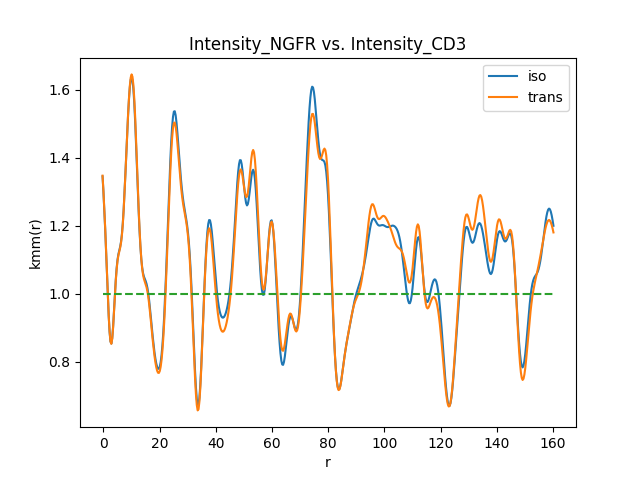 Intensity_NGFR vs. Intensity_CD3
iso
trans
kmm(r)
1.6
1.4
1.2
1.0
0.8
0 20 40 60 80 100 120 140 160
r